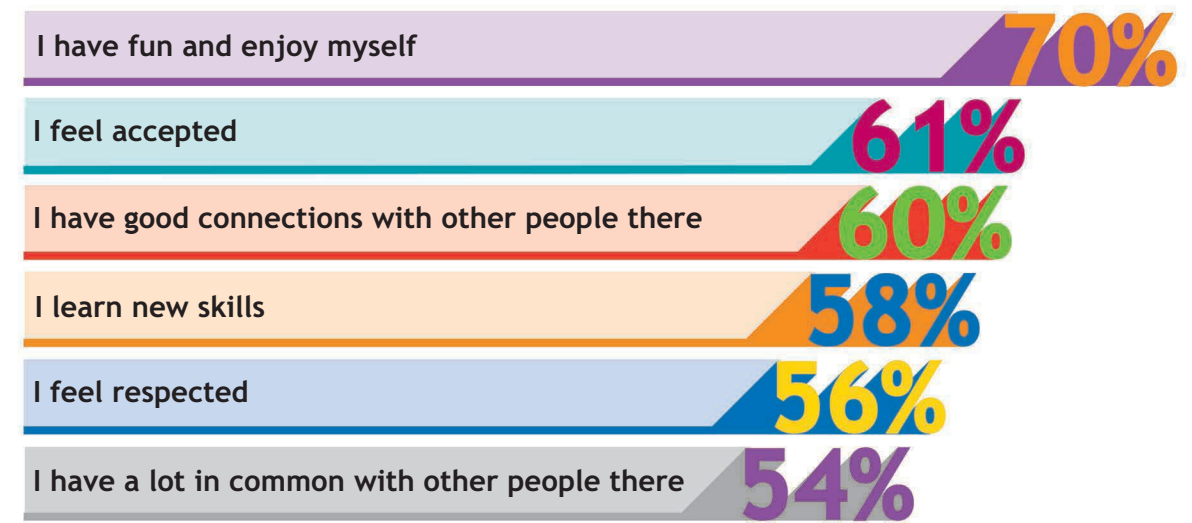 I have fun and enjoy myself 70%
I feel accepted 61%
I have good connections with other people there 60%
I learn new skills 58%
I feel respected 56%
I have a lot in common with other people there 54%